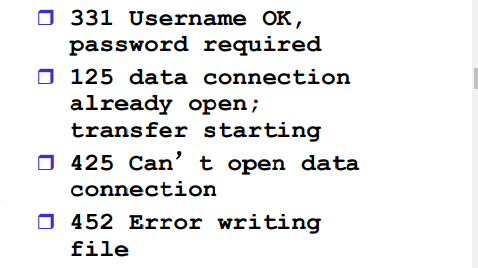 331 Username OK,
password required
125 data connection
already open;
transfer starting
425 Can’ t open data
connection
452 Error writing
file